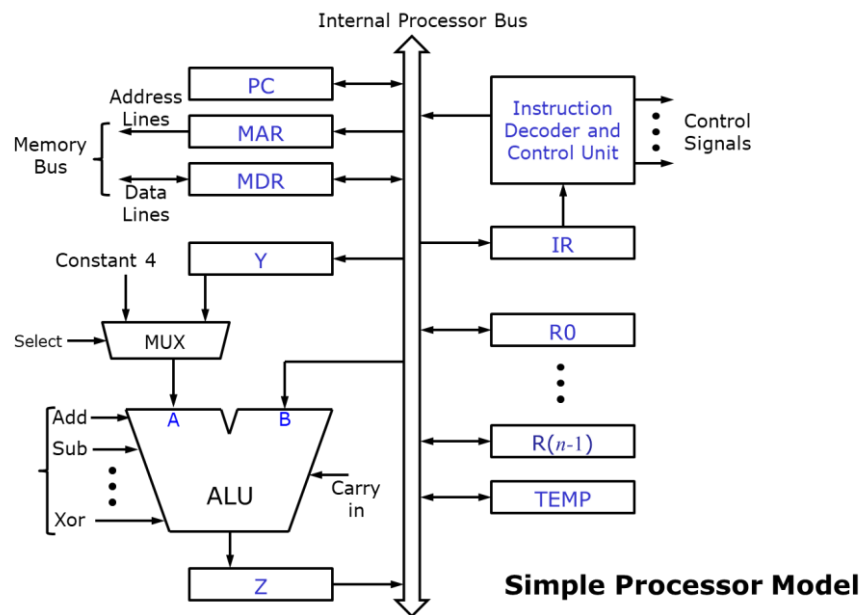 Internal Processor Bus
PC
Address
Lines
MAR
Memory
Bus
MDR
Data
Lines
Instruction
Decoder and
Control Unit
Control
Signals
IR
Constant 4
Y
Select
MUX
R0
A
B
Add
Sub
Xor
ALU
Carry
in
R(n-1)
TEMP
Z
Simple Processor Model